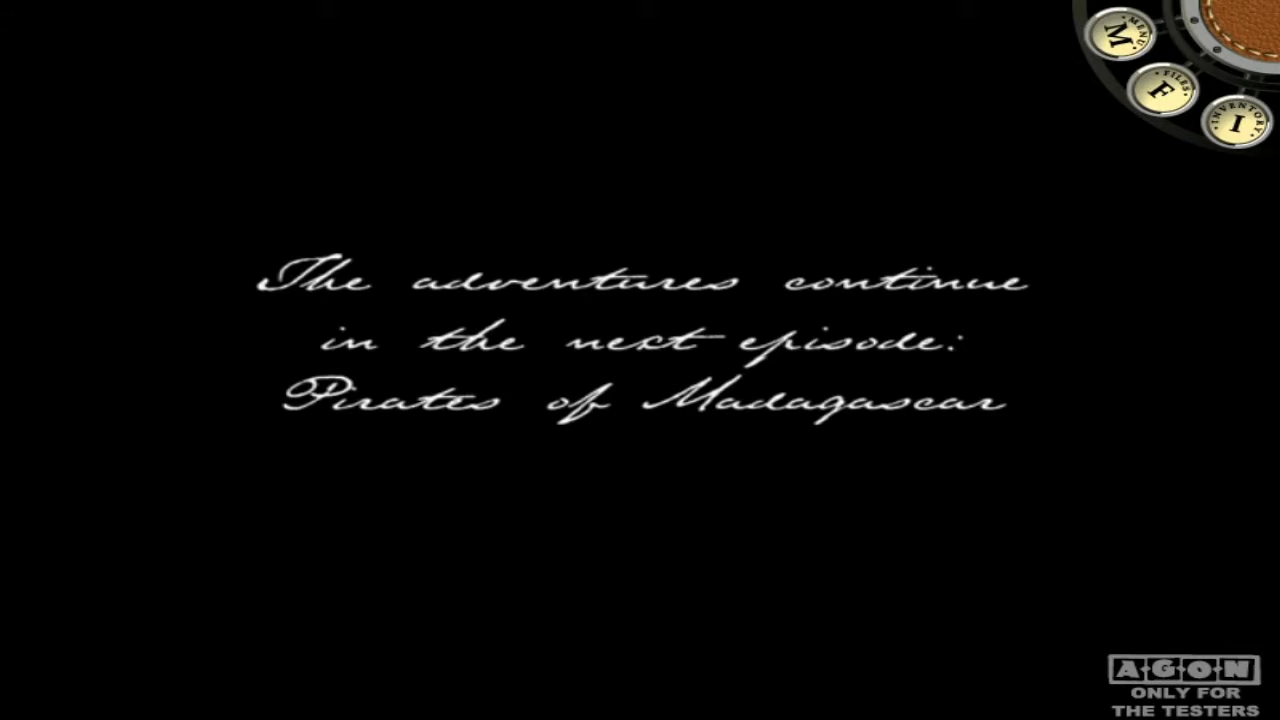 M
MENU
F
FILES
I
INVENTORY
The adventures continue
in the next episode:
Pirates of Madagascar
A·G·O·N
ONLY FOR
THE TESTERS